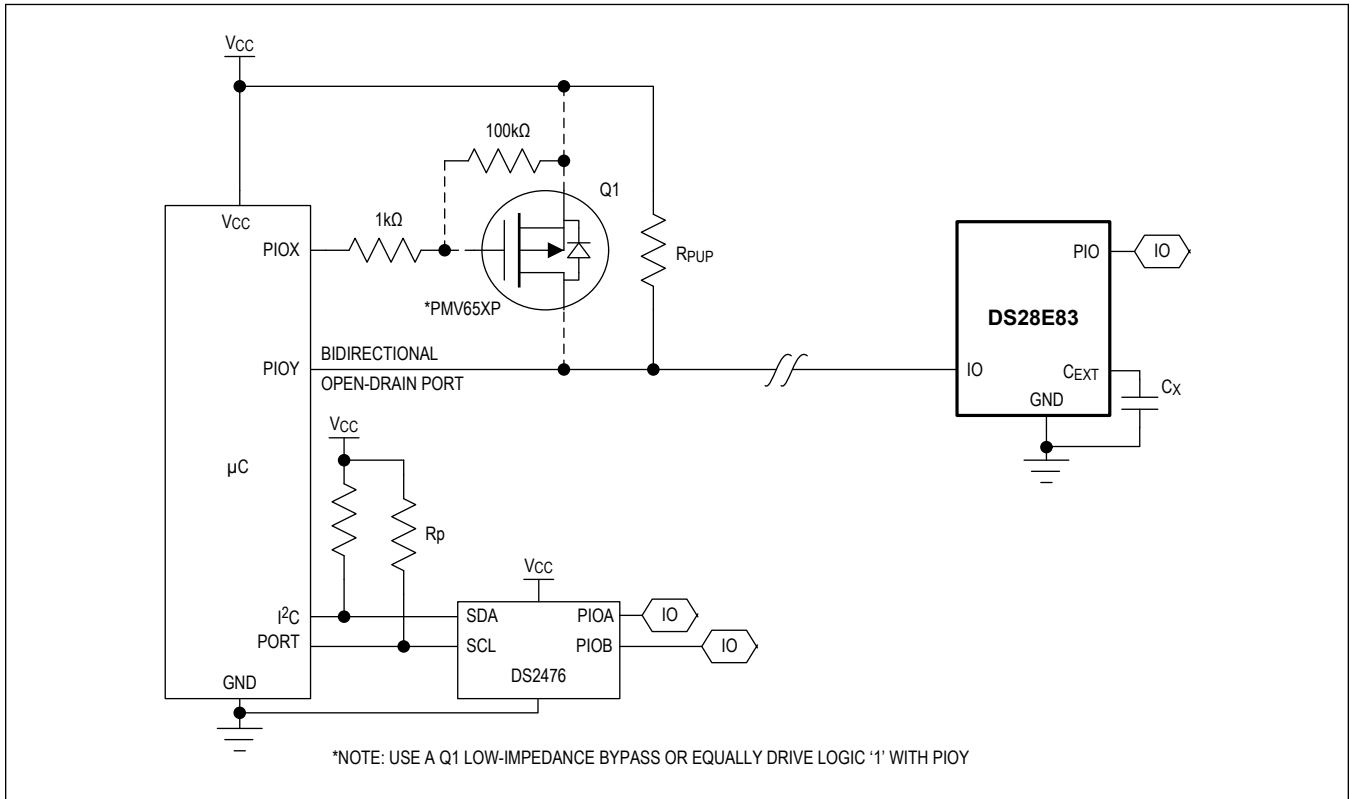 VCC
100kΩ
Q1
VCC
1kΩ
PIOX
RPUP
PIO
IO
*PMV65XP
DS28E83
BIDIRECTIONAL
PIOY
OPEN-DRAIN PORT
IO
CEXT
CX
GND
VCC
µC
Rp
VCC
I²C
SDA
PIOA
IO
PORT
SCL
PIOB
IO
DS2476
GND
*NOTE: USE A Q1 LOW-IMPEDANCE BYPASS OR EQUALLY DRIVE LOGIC ‘1’ WITH PIOY